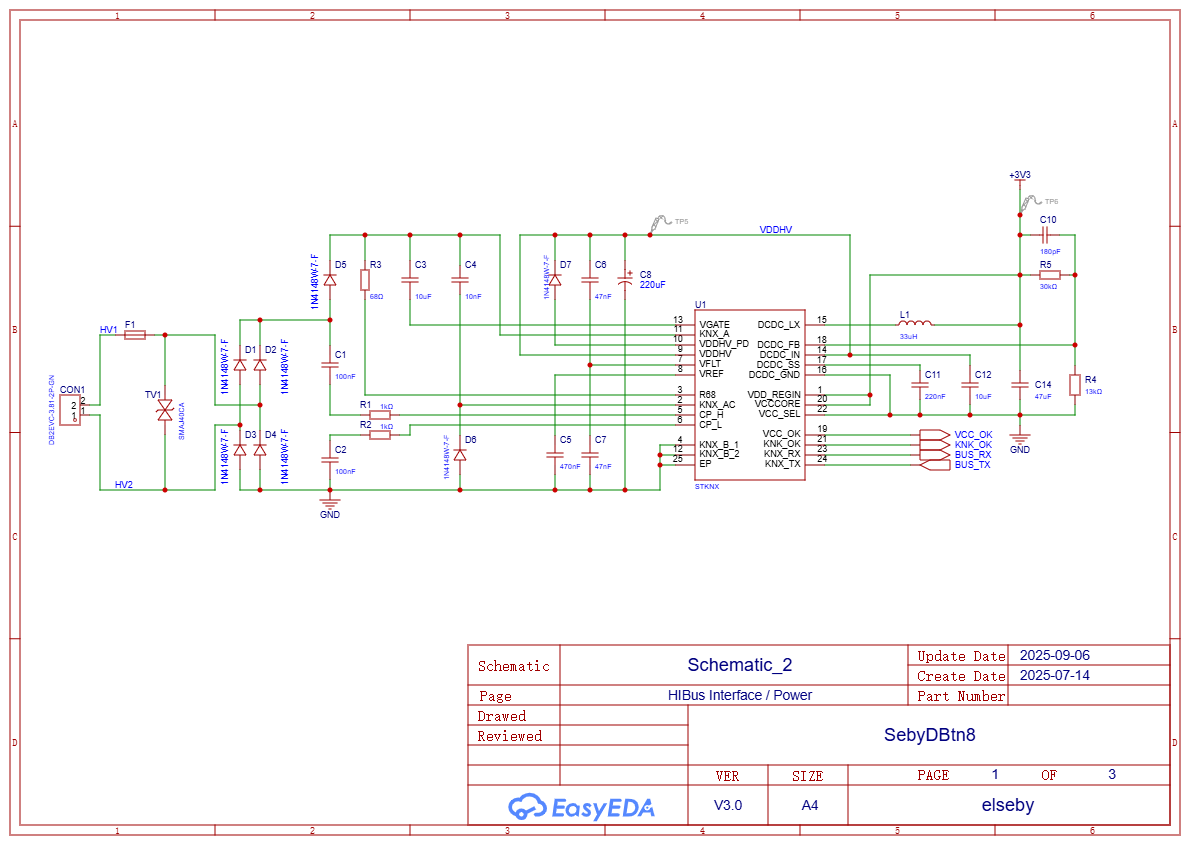 1 2 3 4 5 6
A A
B B
C C
D D
+3V3
TP6
C10
180pF
R5
30kΩ
TP5
VDDHV
D5
1N4148W-7-F
R3
68Ω
C3
10uF
C4
10nF
D7
1N4148W-7-F
C6
47nF
C8
220uF
HV1
F1
D1
1N4148W-7-F
D2
1N4148W-7-F
C1
100nF
CON1
DB2EVC-3.81-2P-GN
2 2
1 1
TV1
SMAJ40CA
R1 1kΩ
R2 1kΩ
D3
1N4148W-7-F
D4
1N4148W-7-F
C2
100nF
D6
1N4148W-7-F
C5
470nF
C7
47nF
HV2
GND
U1
13 VGATE
11 KNX_A
10 VDDHV_PD
9 VDDHV
7 VFLT
8 VREF
3 R68
2 KNX_AC
5 CP_H
6 CP_L
4 KNX_B_1
12 KNX_B_2
25 EP
DCDC_LX 15
DCDC_FB 18
DCDC_IN 14
DCDC_SS 17
DCDC_GND 16
VDD_REGIN 1
VCCCORE 20
VCC_SEL 22
VCC_OK 19
KNK_OK 21
KNX_RX 23
KNX_TX 24
STKNX
L1
33uH
C11
220nF
C12
10uF
C14
47uF
R4
13kΩ
GND
VCC_OK
KNK_OK
BUS_RX
BUS_TX
Schematic Schematic_2 Update Date 2025-09-06
Create Date 2025-07-14
Page HIBus Interface / Power Part Number
Drawed
Reviewed
SebyDBtn8
VER SIZE PAGE 1 OF 3
EasyEDA V3.0 A4 elseby
1 2 3 4 5 6